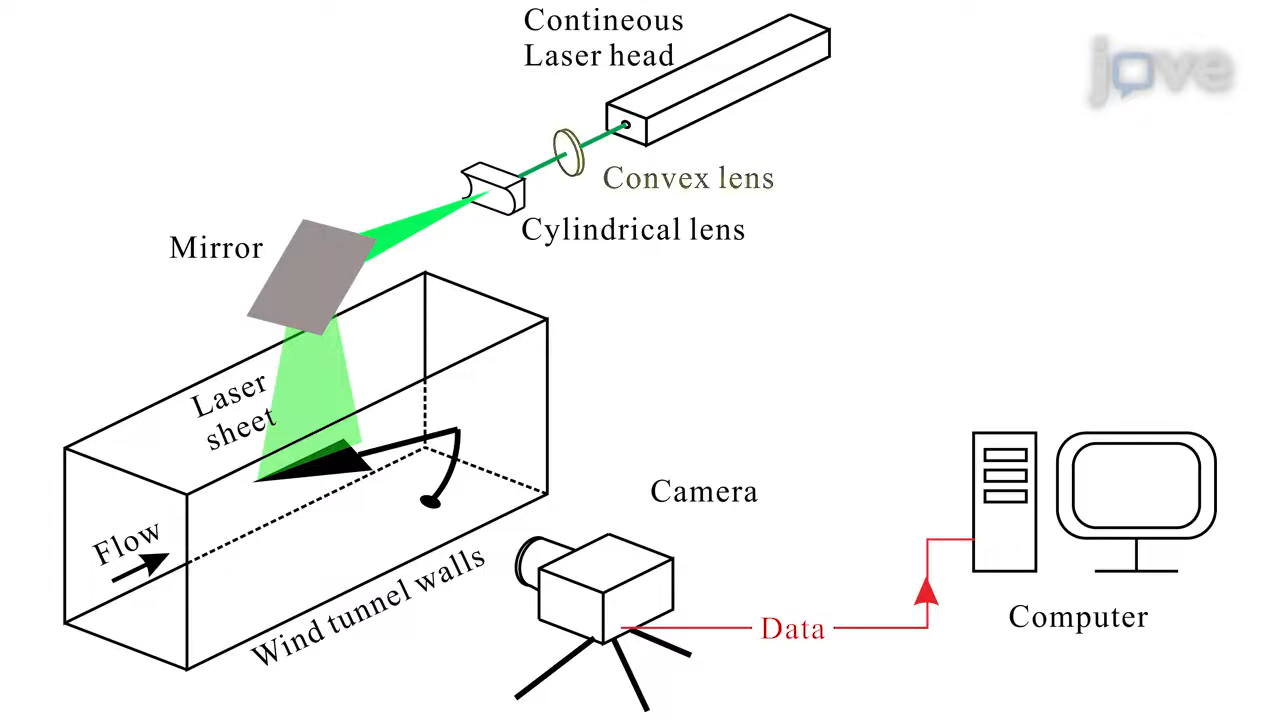 Contineous
Laser head
jove
Convex lens
Cylindrical lens
Mirror
Laser
sheet
Camera
Flow
Wind tunnel walls
Data
Computer